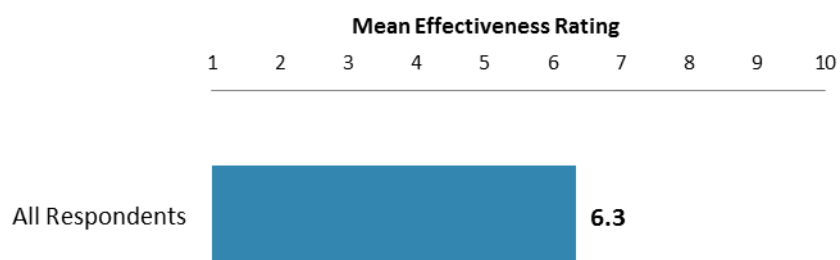 Mean Effectiveness Rating
1 2 3 4 5 6 7 8 9 10
All Respondents 6.3